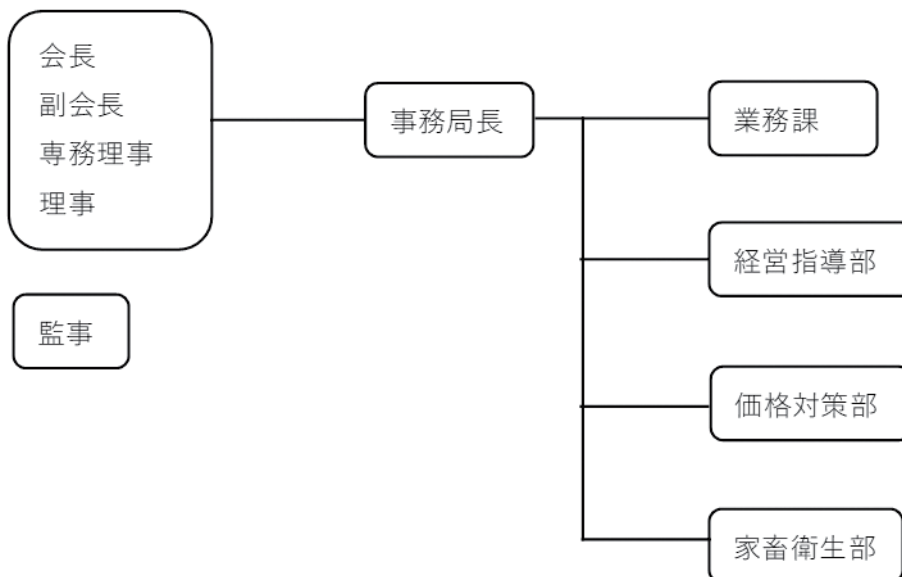 会長
副会長
専務理事
理事
監事
事務局長
業務課
経営指導部
価格対策部
家畜衛生部